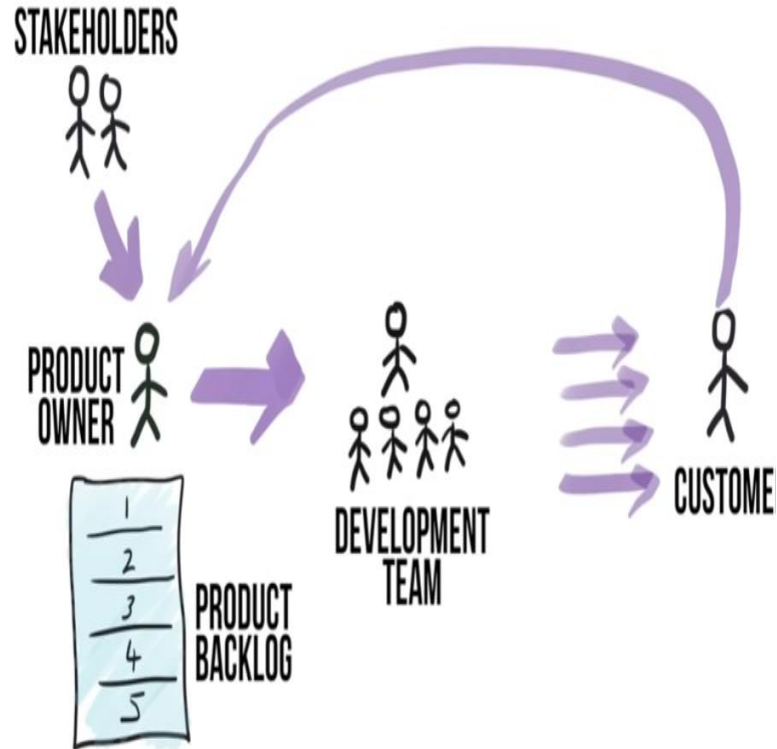 STAKEHOLDERS
PRODUCT
OWNER
1
2
3
4
5
PRODUCT
BACKLOG
DEVELOPMENT
TEAM
CUSTOME